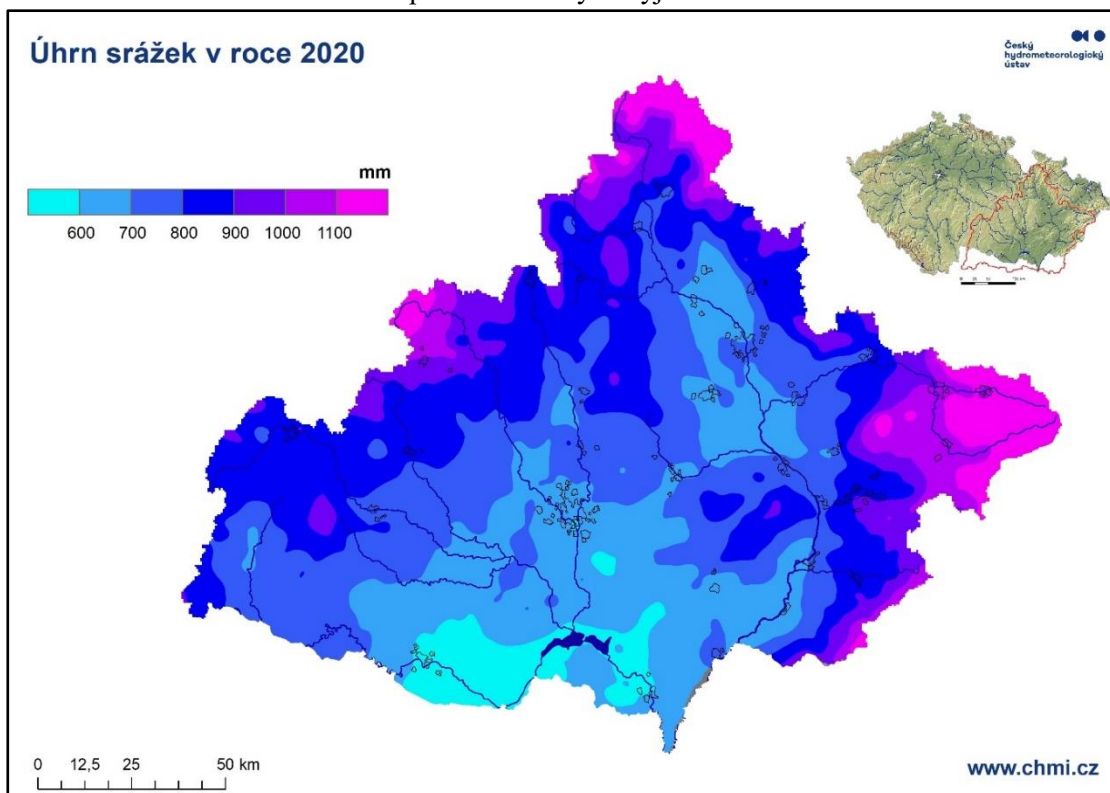 Úhrn srážek v roce 2020
Český
hydrometeorologický
ústav
mm
600 700 800 900 1000 1100
0 12,5 25 50 km
www.chmi.cz